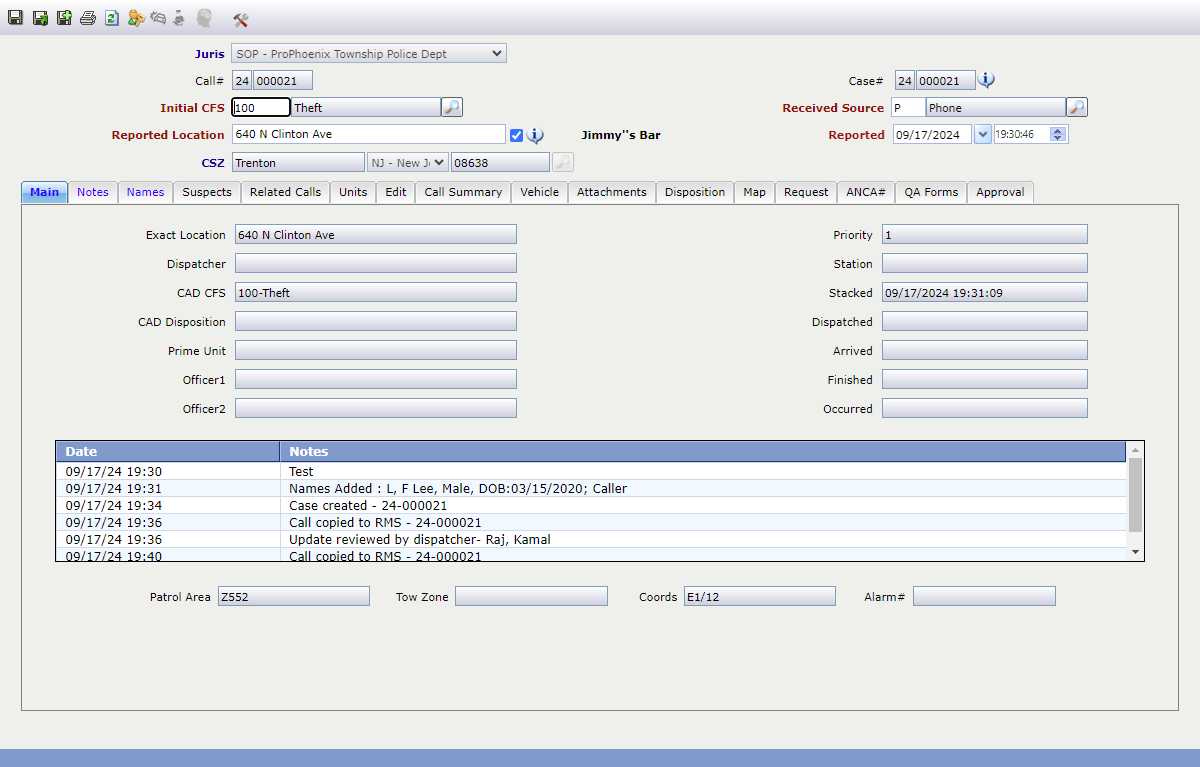 Juris SOP - ProPhoenix Township Police Dept
Call# 24 000021 Case# 24 000021
Initial CFS 100 Theft Received Source P Phone
Reported Location 640 N Clinton Ave Jimmy''s Bar Reported 09/17/2024 19:30:46
CSZ Trenton NJ - New J 08638
Main Notes Names Suspects Related Calls Units Edit Call Summary Vehicle Attachments Disposition Map Request ANCA# QA Forms Approval
Exact Location 640 N Clinton Ave Priority 1
Dispatcher Station
CAD CFS 100-Theft Stacked 09/17/2024 19:31:09
CAD Disposition Dispatched
Prime Unit Arrived
Officer1 Finished
Officer2 Occurred
Date Notes
09/17/24 19:30 Test
09/17/24 19:31 Names Added : L, F Lee, Male, DOB:03/15/2020; Caller
09/17/24 19:34 Case created - 24-000021
09/17/24 19:36 Call copied to RMS - 24-000021
09/17/24 19:36 Update reviewed by dispatcher- Raj, Kamal
09/17/24 19:40 Call copied to RMS - 24-000021
Patrol Area Z552 Tow Zone Coords E1/12 Alarm#